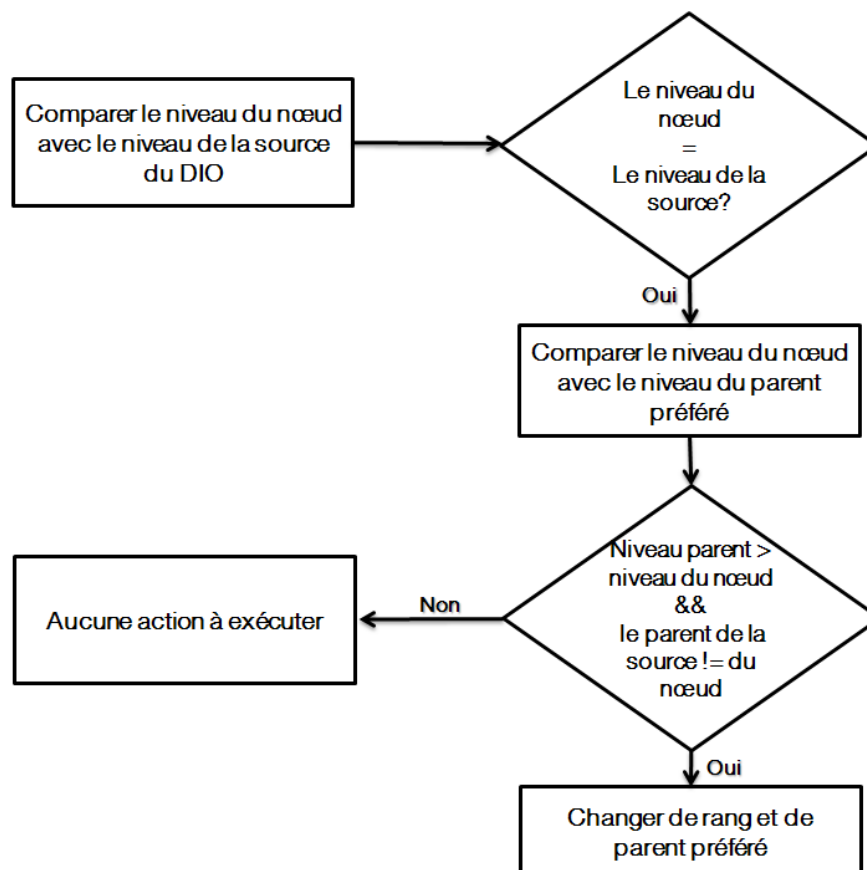 Comparer le niveau du nœud
avec le niveau de la source
du DIO
Le niveau du
nœud
=
Le niveau de la
source?
Oui
Comparer le niveau du nœud
avec le niveau du parent
préféré
Niveau parent >
niveau du nœud
&&
le parent de la
source != du
nœud
Non
Aucune action à exécuter
Oui
Changer de rang et de
parent préféré